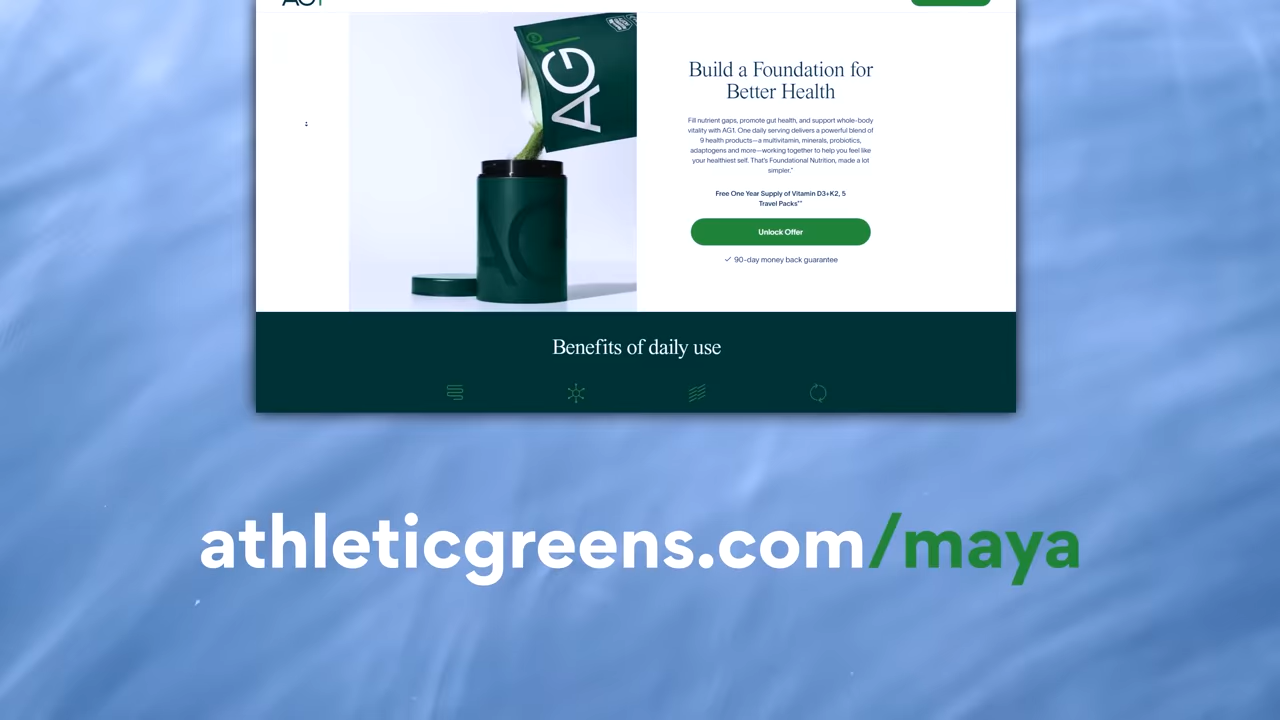 AG1
AG1
Build a Foundation for
Better Health
Fill nutrient gaps, promote gut health, and support whole-body
vitality with AG1. One daily serving delivers a powerful blend of
9 health products—a multivitamin, minerals, probiotics,
adaptogens and more—working together to help you feel like
your healthiest self. That's Foundational Nutrition, made a lot
simpler.*
Free One Year Supply of Vitamin D3+K2, 5
Travel Packs**
Unlock Offer
✓ 90-day money back guarantee
AG
Benefits of daily use
athleticgreens.com/maya